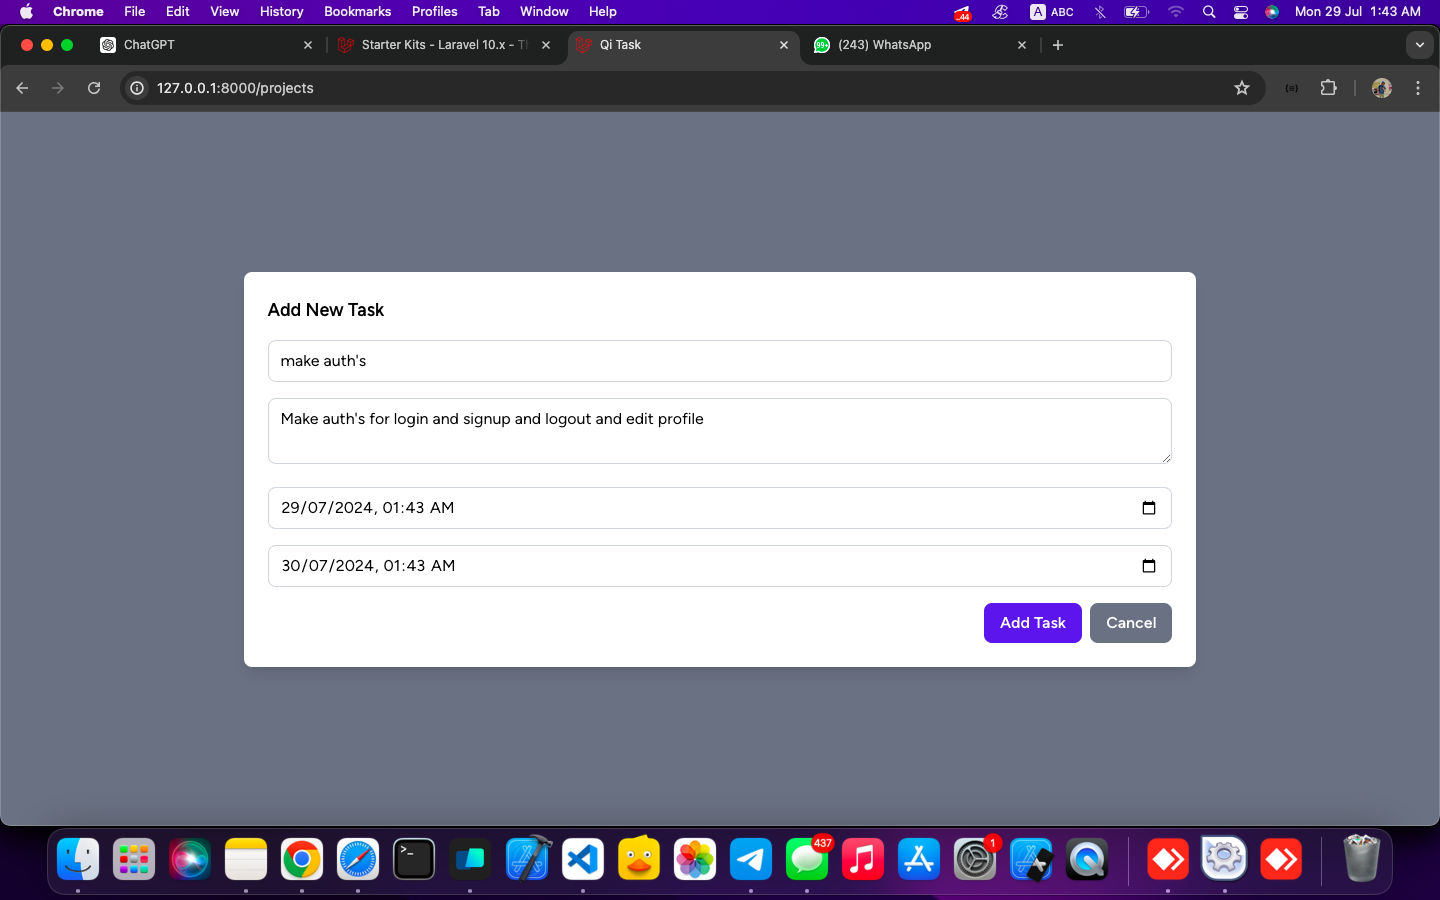 Chrome File Edit View History Bookmarks Profiles Tab Window Help .44 A ABC Mon 29 Jul 1:43 AM
ChatGPT Starter Kits - Laravel 10.x - Qi Task 99+ (243) WhatsApp
127.0.0.1:8000/projects
Add New Task
make auth's
Make auth's for login and signup and logout and edit profile
29/07/2024, 01:43 AM
30/07/2024, 01:43 AM
Add Task Cancel
437 1
>_